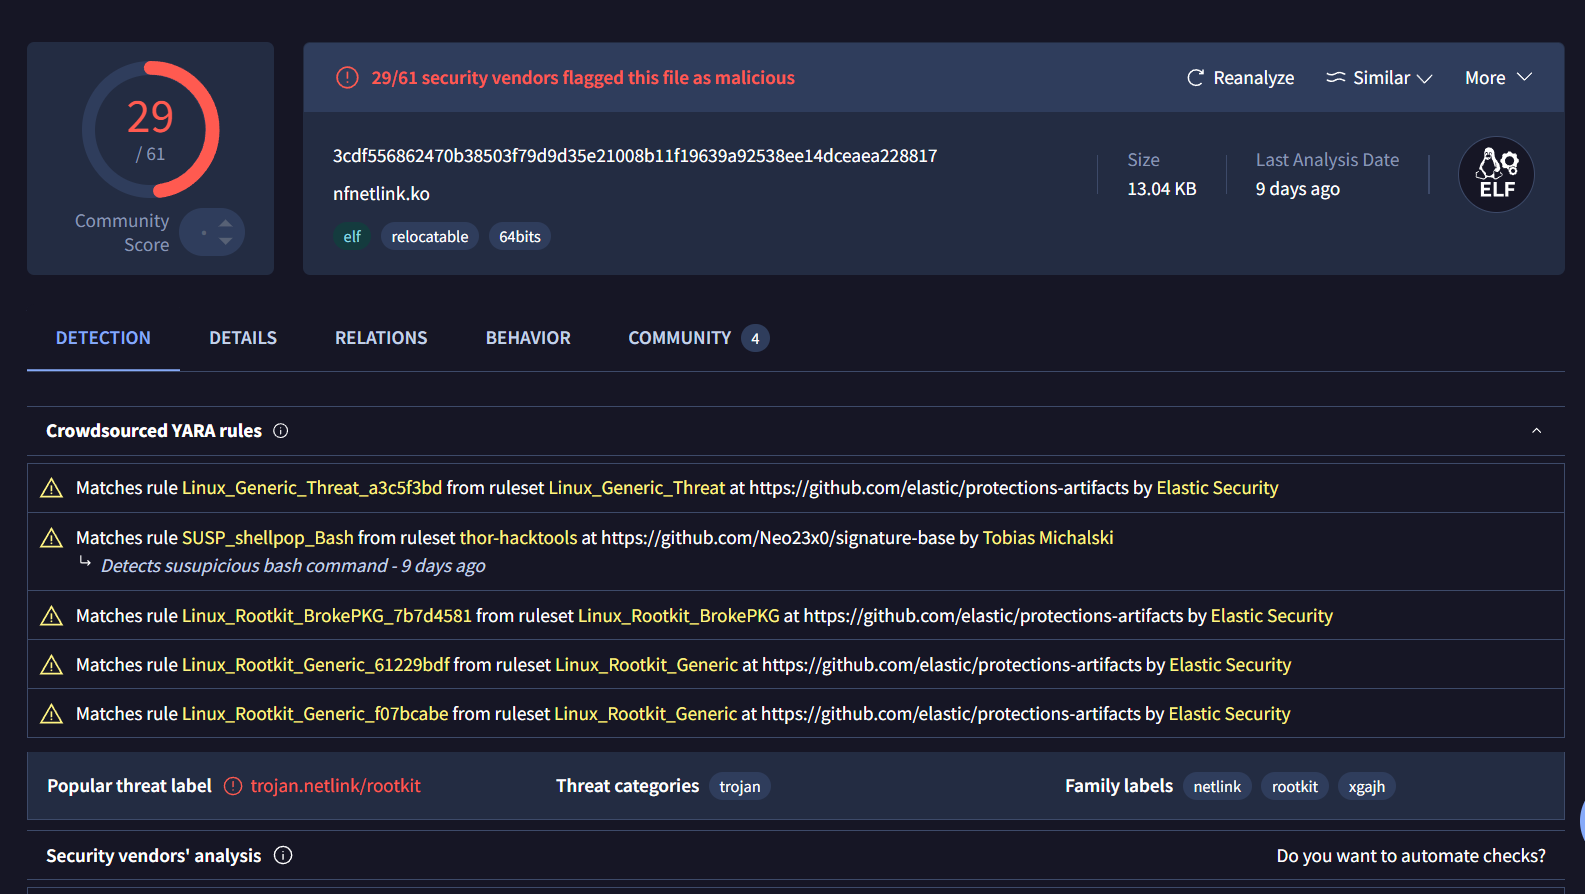 29
/ 61
Community
Score
29/61 security vendors flagged this file as malicious
Reanalyze
Similar
More
3cdf556862470b38503f79d9d35e21008b11f19639a92538ee14dceaea228817
nfnetlink.ko
elf
relocatable
64bits
Size
13.04 KB
Last Analysis Date
9 days ago
ELF
DETECTION
DETAILS
RELATIONS
BEHAVIOR
COMMUNITY 4
Crowdsourced YARA rules
Matches rule Linux_Generic_Threat_a3c5f3bd from ruleset Linux_Generic_Threat at https://github.com/elastic/protections-artifacts by Elastic Security
Matches rule SUSP_shellpop_Bash from ruleset thor-hacktools at https://github.com/Neo23x0/signature-base by Tobias Michalski
Detects susupicious bash command - 9 days ago
Matches rule Linux_Rootkit_BrokePKG_7b7d4581 from ruleset Linux_Rootkit_BrokePKG at https://github.com/elastic/protections-artifacts by Elastic Security
Matches rule Linux_Rootkit_Generic_61229bdf from ruleset Linux_Rootkit_Generic at https://github.com/elastic/protections-artifacts by Elastic Security
Matches rule Linux_Rootkit_Generic_f07bcabe from ruleset Linux_Rootkit_Generic at https://github.com/elastic/protections-artifacts by Elastic Security
Popular threat label trojan.netlink/rootkit
Threat categories trojan
Family labels netlink rootkit xgajh
Security vendors' analysis
Do you want to automate checks?